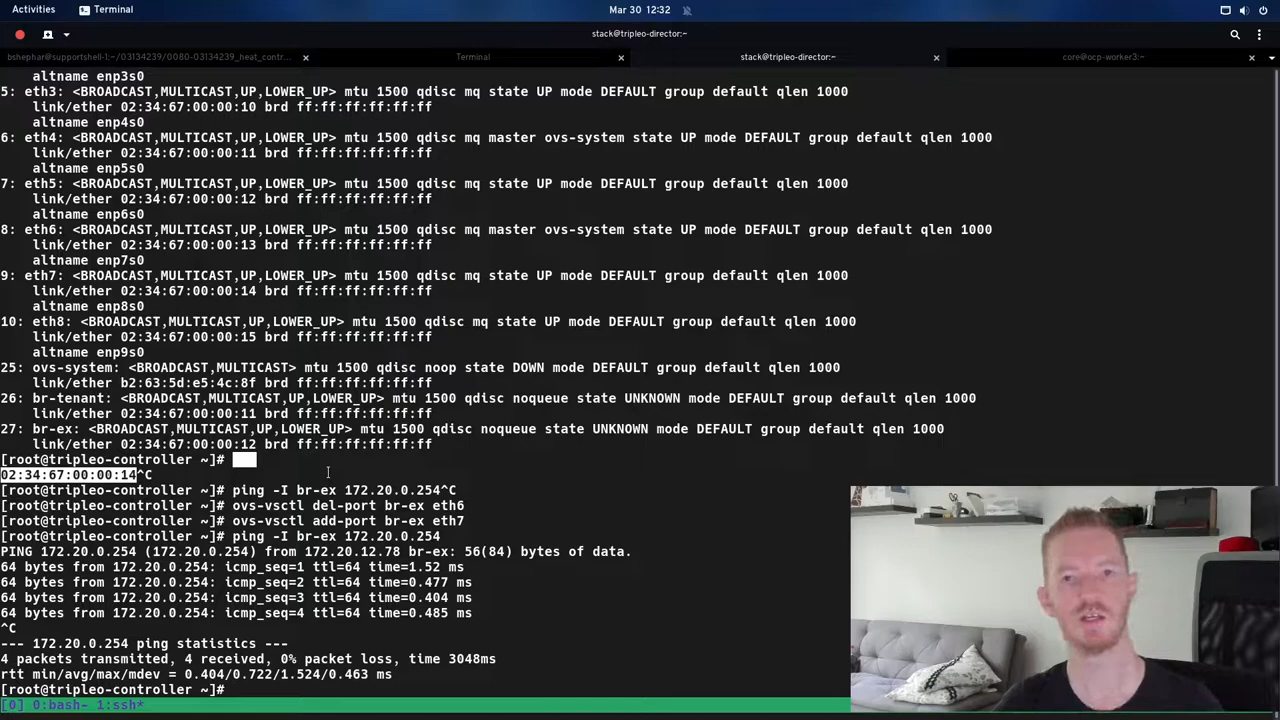 Activities Terminal Mar 30 12:32
stack@tripleo-director:~
bshephar@supportshell-1:~/03134239/0080-03134239_heat_contr... Terminal stack@tripleo-director:~ core@ocp-worker3:~
altname enp3s0
5: eth3: <BROADCAST,MULTICAST,UP,LOWER_UP> mtu 1500 qdisc mq state UP mode DEFAULT group default qlen 1000
link/ether 02:34:67:00:00:10 brd ff:ff:ff:ff:ff:ff
altname enp4s0
6: eth4: <BROADCAST,MULTICAST,UP,LOWER_UP> mtu 1500 qdisc mq master ovs-system state UP mode DEFAULT group default qlen 1000
link/ether 02:34:67:00:00:11 brd ff:ff:ff:ff:ff:ff
altname enp5s0
7: eth5: <BROADCAST,MULTICAST,UP,LOWER_UP> mtu 1500 qdisc mq state UP mode DEFAULT group default qlen 1000
link/ether 02:34:67:00:00:12 brd ff:ff:ff:ff:ff:ff
altname enp6s0
8: eth6: <BROADCAST,MULTICAST,UP,LOWER_UP> mtu 1500 qdisc mq master ovs-system state UP mode DEFAULT group default qlen 1000
link/ether 02:34:67:00:00:13 brd ff:ff:ff:ff:ff:ff
altname enp7s0
9: eth7: <BROADCAST,MULTICAST,UP,LOWER_UP> mtu 1500 qdisc mq state UP mode DEFAULT group default qlen 1000
link/ether 02:34:67:00:00:14 brd ff:ff:ff:ff:ff:ff
altname enp8s0
10: eth8: <BROADCAST,MULTICAST,UP,LOWER_UP> mtu 1500 qdisc mq state UP mode DEFAULT group default qlen 1000
link/ether 02:34:67:00:00:15 brd ff:ff:ff:ff:ff:ff
altname enp9s0
25: ovs-system: <BROADCAST,MULTICAST> mtu 1500 qdisc noop state DOWN mode DEFAULT group default qlen 1000
link/ether b2:63:5d:e5:4c:8f brd ff:ff:ff:ff:ff:ff
26: br-tenant: <BROADCAST,MULTICAST,UP,LOWER_UP> mtu 1500 qdisc noqueue state UNKNOWN mode DEFAULT group default qlen 1000
link/ether 02:34:67:00:00:11 brd ff:ff:ff:ff:ff:ff
27: br-ex: <BROADCAST,MULTICAST,UP,LOWER_UP> mtu 1500 qdisc noqueue state UNKNOWN mode DEFAULT group default qlen 1000
link/ether 02:34:67:00:00:12 brd ff:ff:ff:ff:ff:ff
[root@tripleo-controller ~]#
02:34:67:00:00:14^C
[root@tripleo-controller ~]# ping -I br-ex 172.20.0.254^C
[root@tripleo-controller ~]# ovs-vsctl del-port br-ex eth6
[root@tripleo-controller ~]# ovs-vsctl add-port br-ex eth7
[root@tripleo-controller ~]# ping -I br-ex 172.20.0.254
PING 172.20.0.254 (172.20.0.254) from 172.20.12.78 br-ex: 56(84) bytes of data.
64 bytes from 172.20.0.254: icmp_seq=1 ttl=64 time=1.52 ms
64 bytes from 172.20.0.254: icmp_seq=2 ttl=64 time=0.477 ms
64 bytes from 172.20.0.254: icmp_seq=3 ttl=64 time=0.404 ms
64 bytes from 172.20.0.254: icmp_seq=4 ttl=64 time=0.485 ms
^C
--- 172.20.0.254 ping statistics ---
4 packets transmitted, 4 received, 0% packet loss, time 3048ms
rtt min/avg/max/mdev = 0.404/0.722/1.524/0.463 ms
[root@tripleo-controller ~]#
[0] 0:bash- 1:ssh*